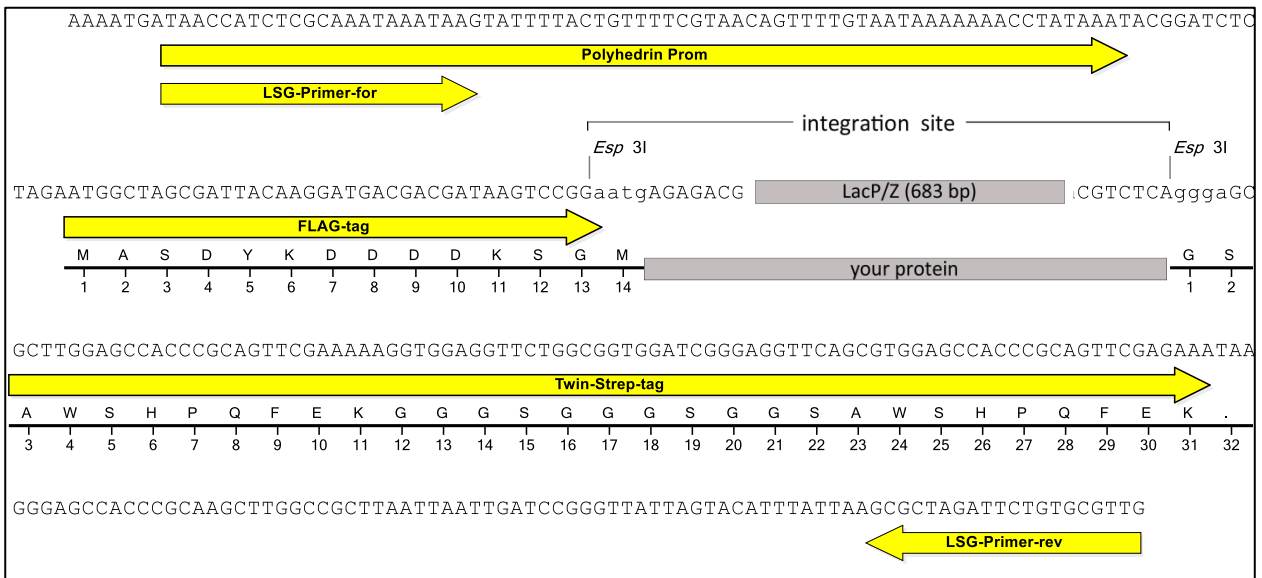 AAAATGATAACCATCTCGCAAATAAATAAGTATTTTACTGTTTTCGTAACAGTTTTGTAATAAAAAAACCTATAAATACGGATCTC
Polyhedrin Prom
LSG-Primer-for
integration site
Esp 3I
Esp 3I
TAGAATGGCTAGCGATTACAAGGATGACGACGATAAGTCCGGaatgAGAGACG
LacP/Z (683 bp)
CGTCTCAgggaGC
FLAG-tag
M A S D Y K D D D D K S G M
your protein
G S
1 2 3 4 5 6 7 8 9 10 11 12 13 14
1 2
GCTTGGAGCCACCCGCAGTTCGAAAAAGGTGGAGGTTCTGGCGGTGGATCGGGAGGTTCAGCGTGGAGCCACCCGCAGTTCGAGAAATAA
Twin-Strep-tag
A W S H P Q F E K G G G S G G G S G G S A W S H P Q F E K .
3 4 5 6 7 8 9 10 11 12 13 14 15 16 17 18 19 20 21 22 23 24 25 26 27 28 29 30 31 32
GGGAGCCACCCGCAAGCTTGGCCGCTTAATTAATTGATCCGGGTTATTAGTACATTTATTAAGCGCTAGATTCTGTGCGTTG
LSG-Primer-rev